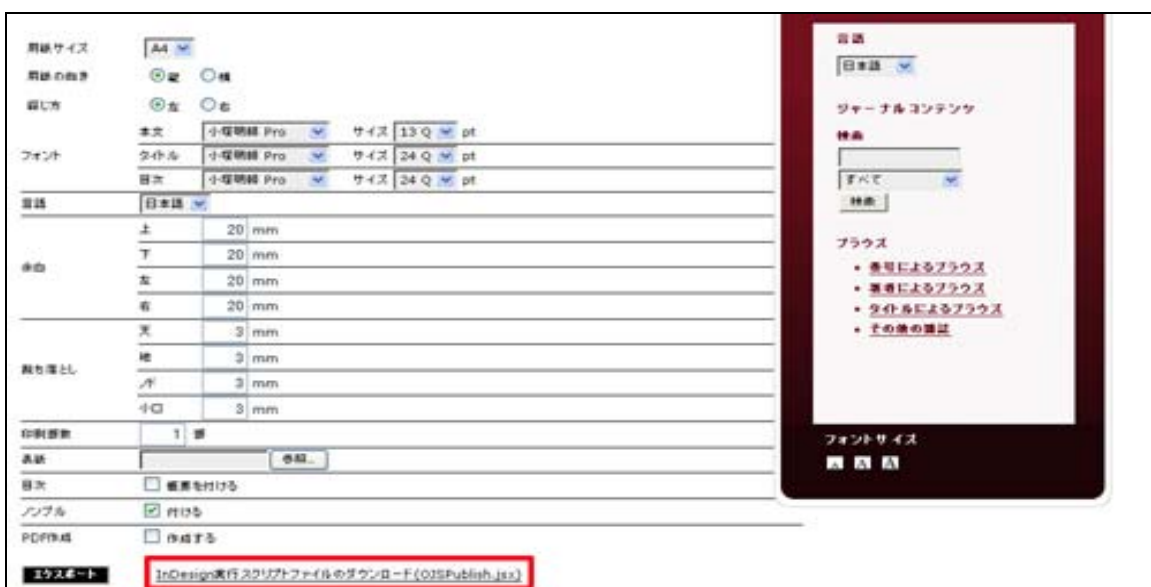 用紙サイズ A4
用紙の向き 縦 横
綴じ方 左 右
フォント
本文 小塚明朝 Pro サイズ 13 Q pt
タイトル 小塚明朝 Pro サイズ 24 Q pt
目次 小塚明朝 Pro サイズ 24 Q pt
言語 日本語
余白
上 20 mm
下 20 mm
左 20 mm
右 20 mm
裁ち落とし
天 3 mm
地 3 mm
ノド 3 mm
小口 3 mm
印刷部数 1 部
表紙 参照...
目次 概要を付ける
ノンブル 付ける
PDF作成 作成する
エクスポート InDesign実行スクリプトファイルのダウンロード(OJSPublish.jsx)
言語
日本語
ジャーナルコンテンツ
検索
すべて
検索
ブラウズ
番号によるブラウズ
著者によるブラウズ
タイトルによるブラウズ
その他の雑誌
フォントサイズ
A A A